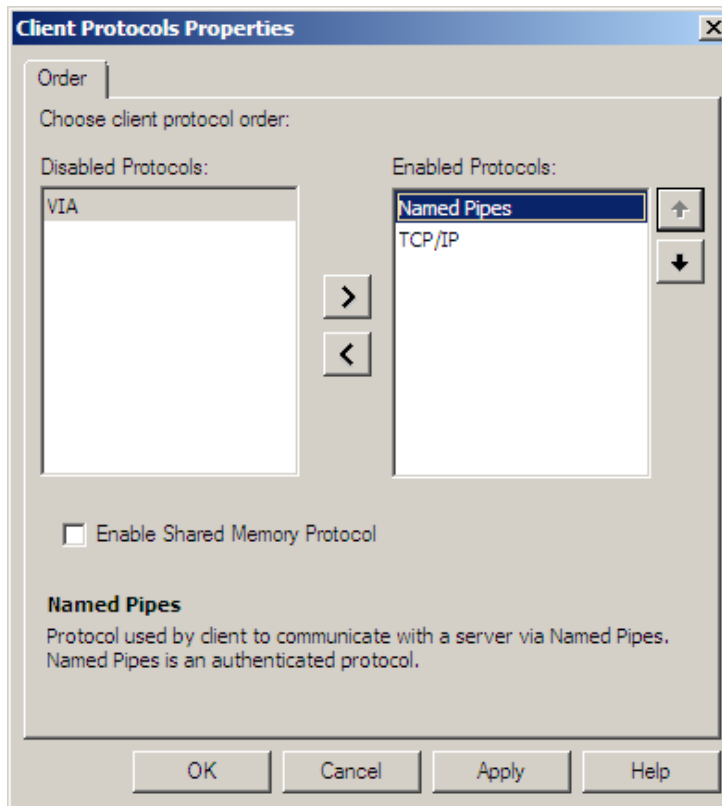 Client Protocols Properties
Order
Choose client protocol order:
Disabled Protocols:
Enabled Protocols:
VIA
Named Pipes
TCP/IP
Enable Shared Memory Protocol
Named Pipes
Protocol used by client to communicate with a server via Named Pipes.
Named Pipes is an authenticated protocol.
OK
Cancel
Apply
Help